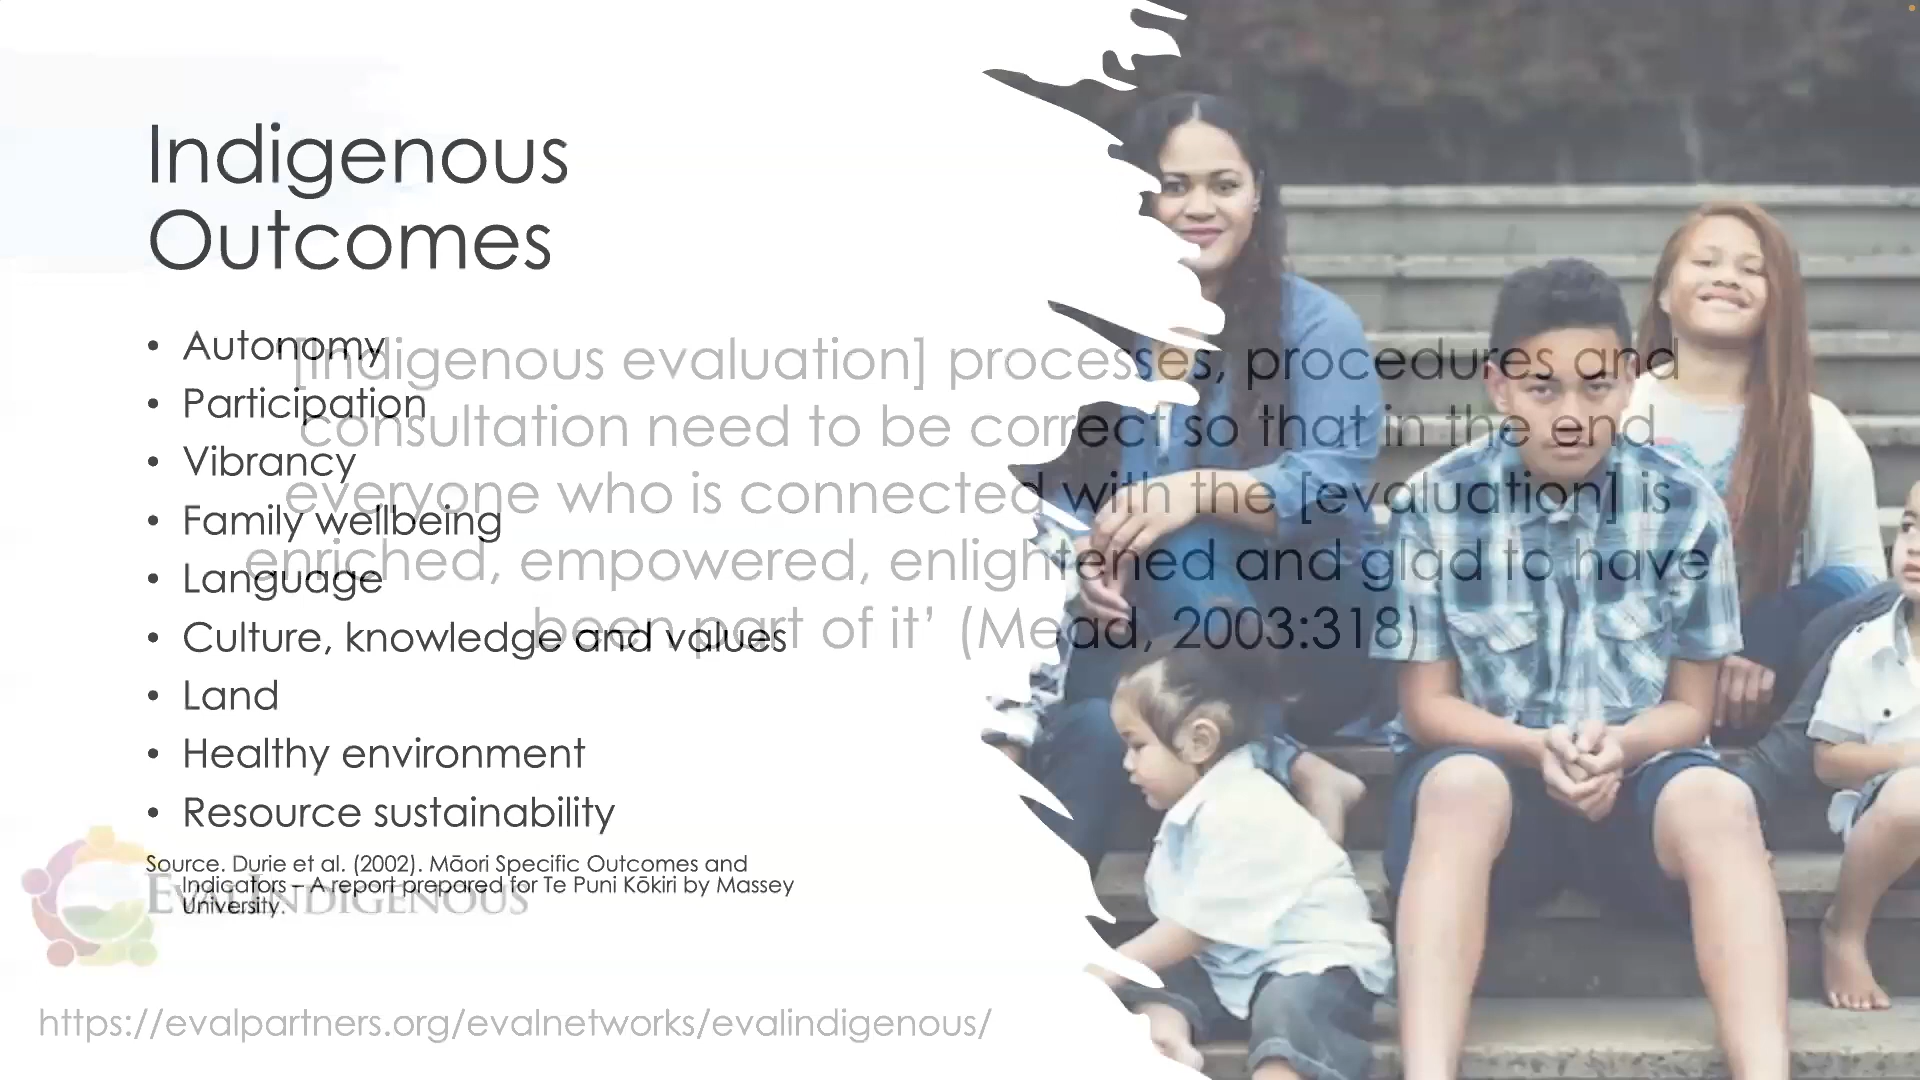 Indigenous
Outcomes
• Autonomy
• Participation
• Vibrancy
• Family wellbeing
• Language
• Culture, knowledge and values
• Land
• Healthy environment
• Resource sustainability
Source. Durie et al. (2002). Māori Specific Outcomes and
Indicators – A report prepared for Te Puni Kōkiri by Massey
University.
[Indigenous evaluation] processes, procedures and
consultation need to be correct so that in the end
everyone who is connected with the [evaluation] is
enriched, empowered, enlightened and glad to have
been part of it’ (Mead, 2003:318)
EVALINDIGENOUS
https://evalpartners.org/evalnetworks/evalindigenous/